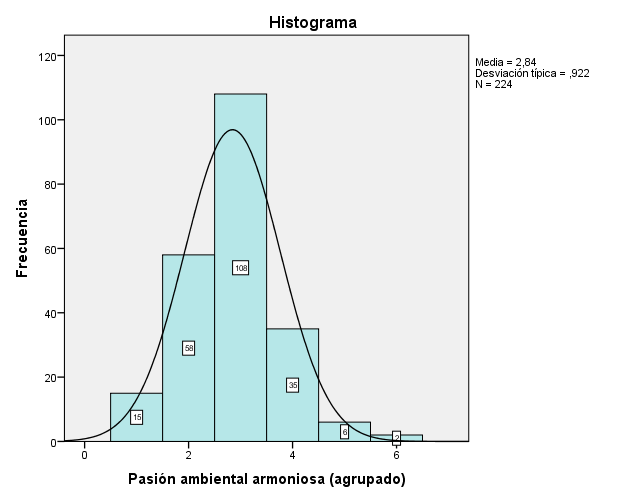 Histograma
Media = 2,84
Desviación típica = ,922
N = 224
Frecuencia
120
100
80
60
40
20
0
15
58
108
35
6
2
0
2
4
6
Pasión ambiental armoniosa (agrupado)